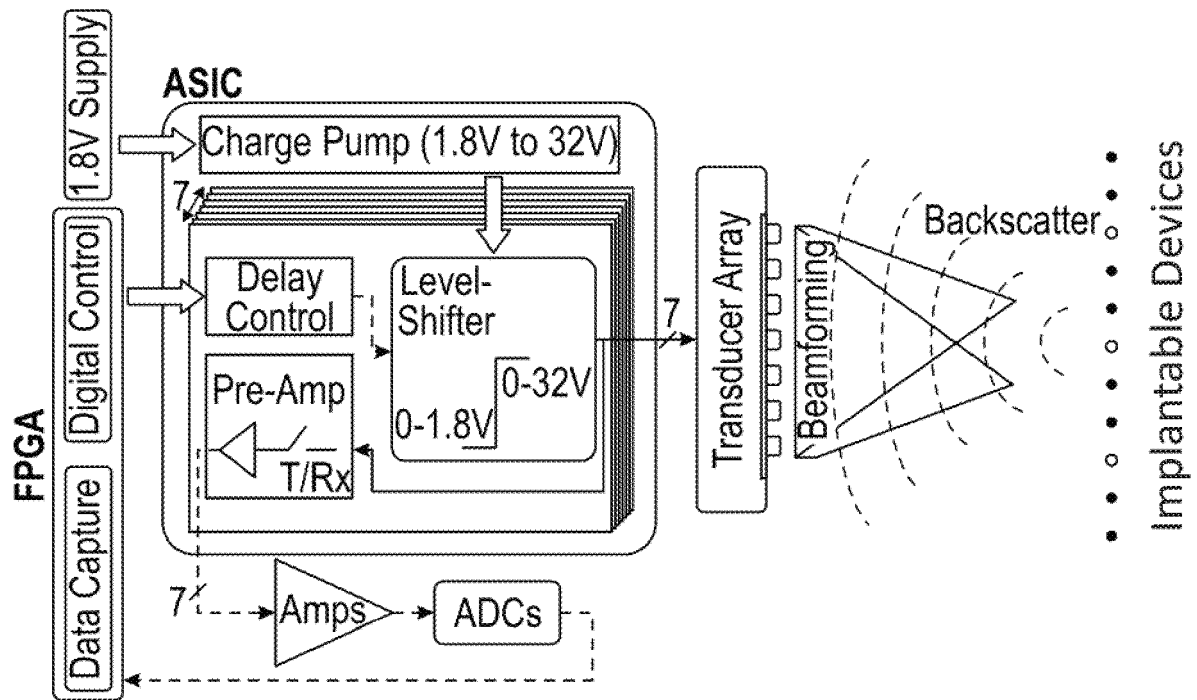 1.8V Supply
FPGA
Digital Control
Data Capture
ASIC
Charge Pump (1.8V to 32V)
7
Delay
Control
Level-
Shifter
0-32V
0-1.8V
Pre-Amp
T/Rx
7
Amps
ADCs
7
Transducer Array
Beamforming
Backscatter
Implantable Devices